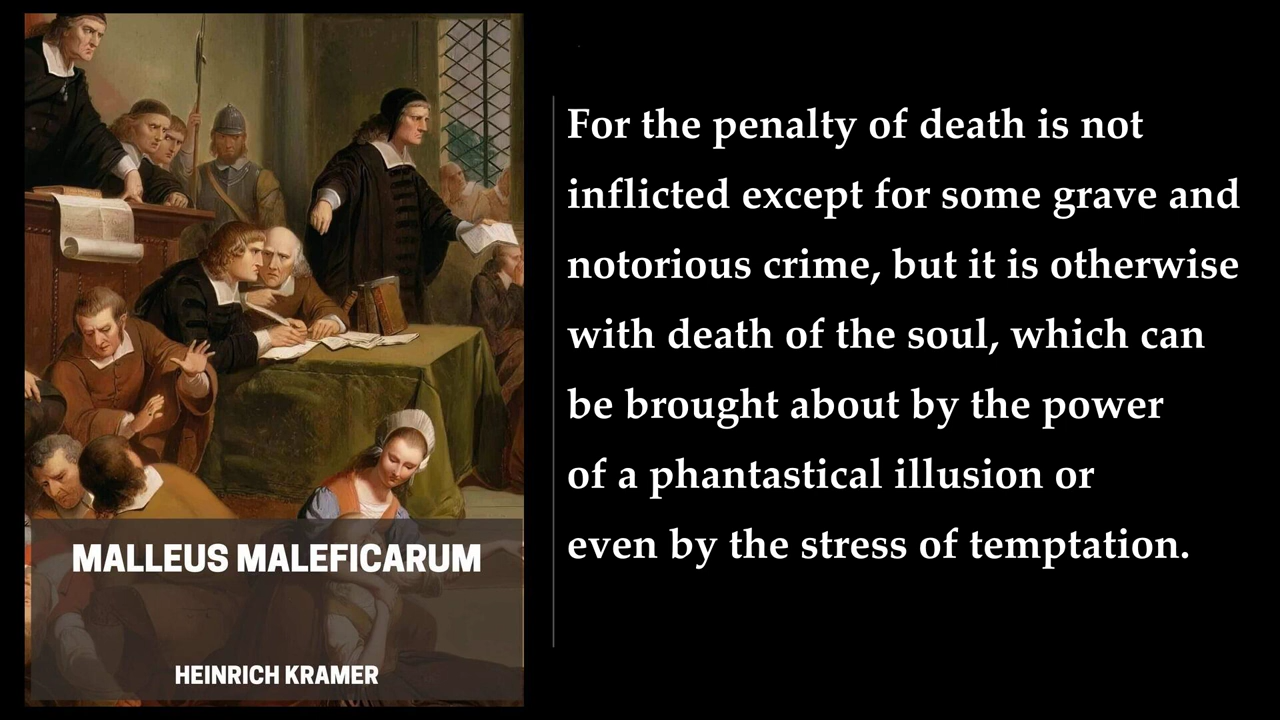 MALLEUS MALEFICARUM
HEINRICH KRAMER
For the penalty of death is not
inflicted except for some grave and
notorious crime, but it is otherwise
with death of the soul, which can
be brought about by the power
of a phantastical illusion or
even by the stress of temptation.